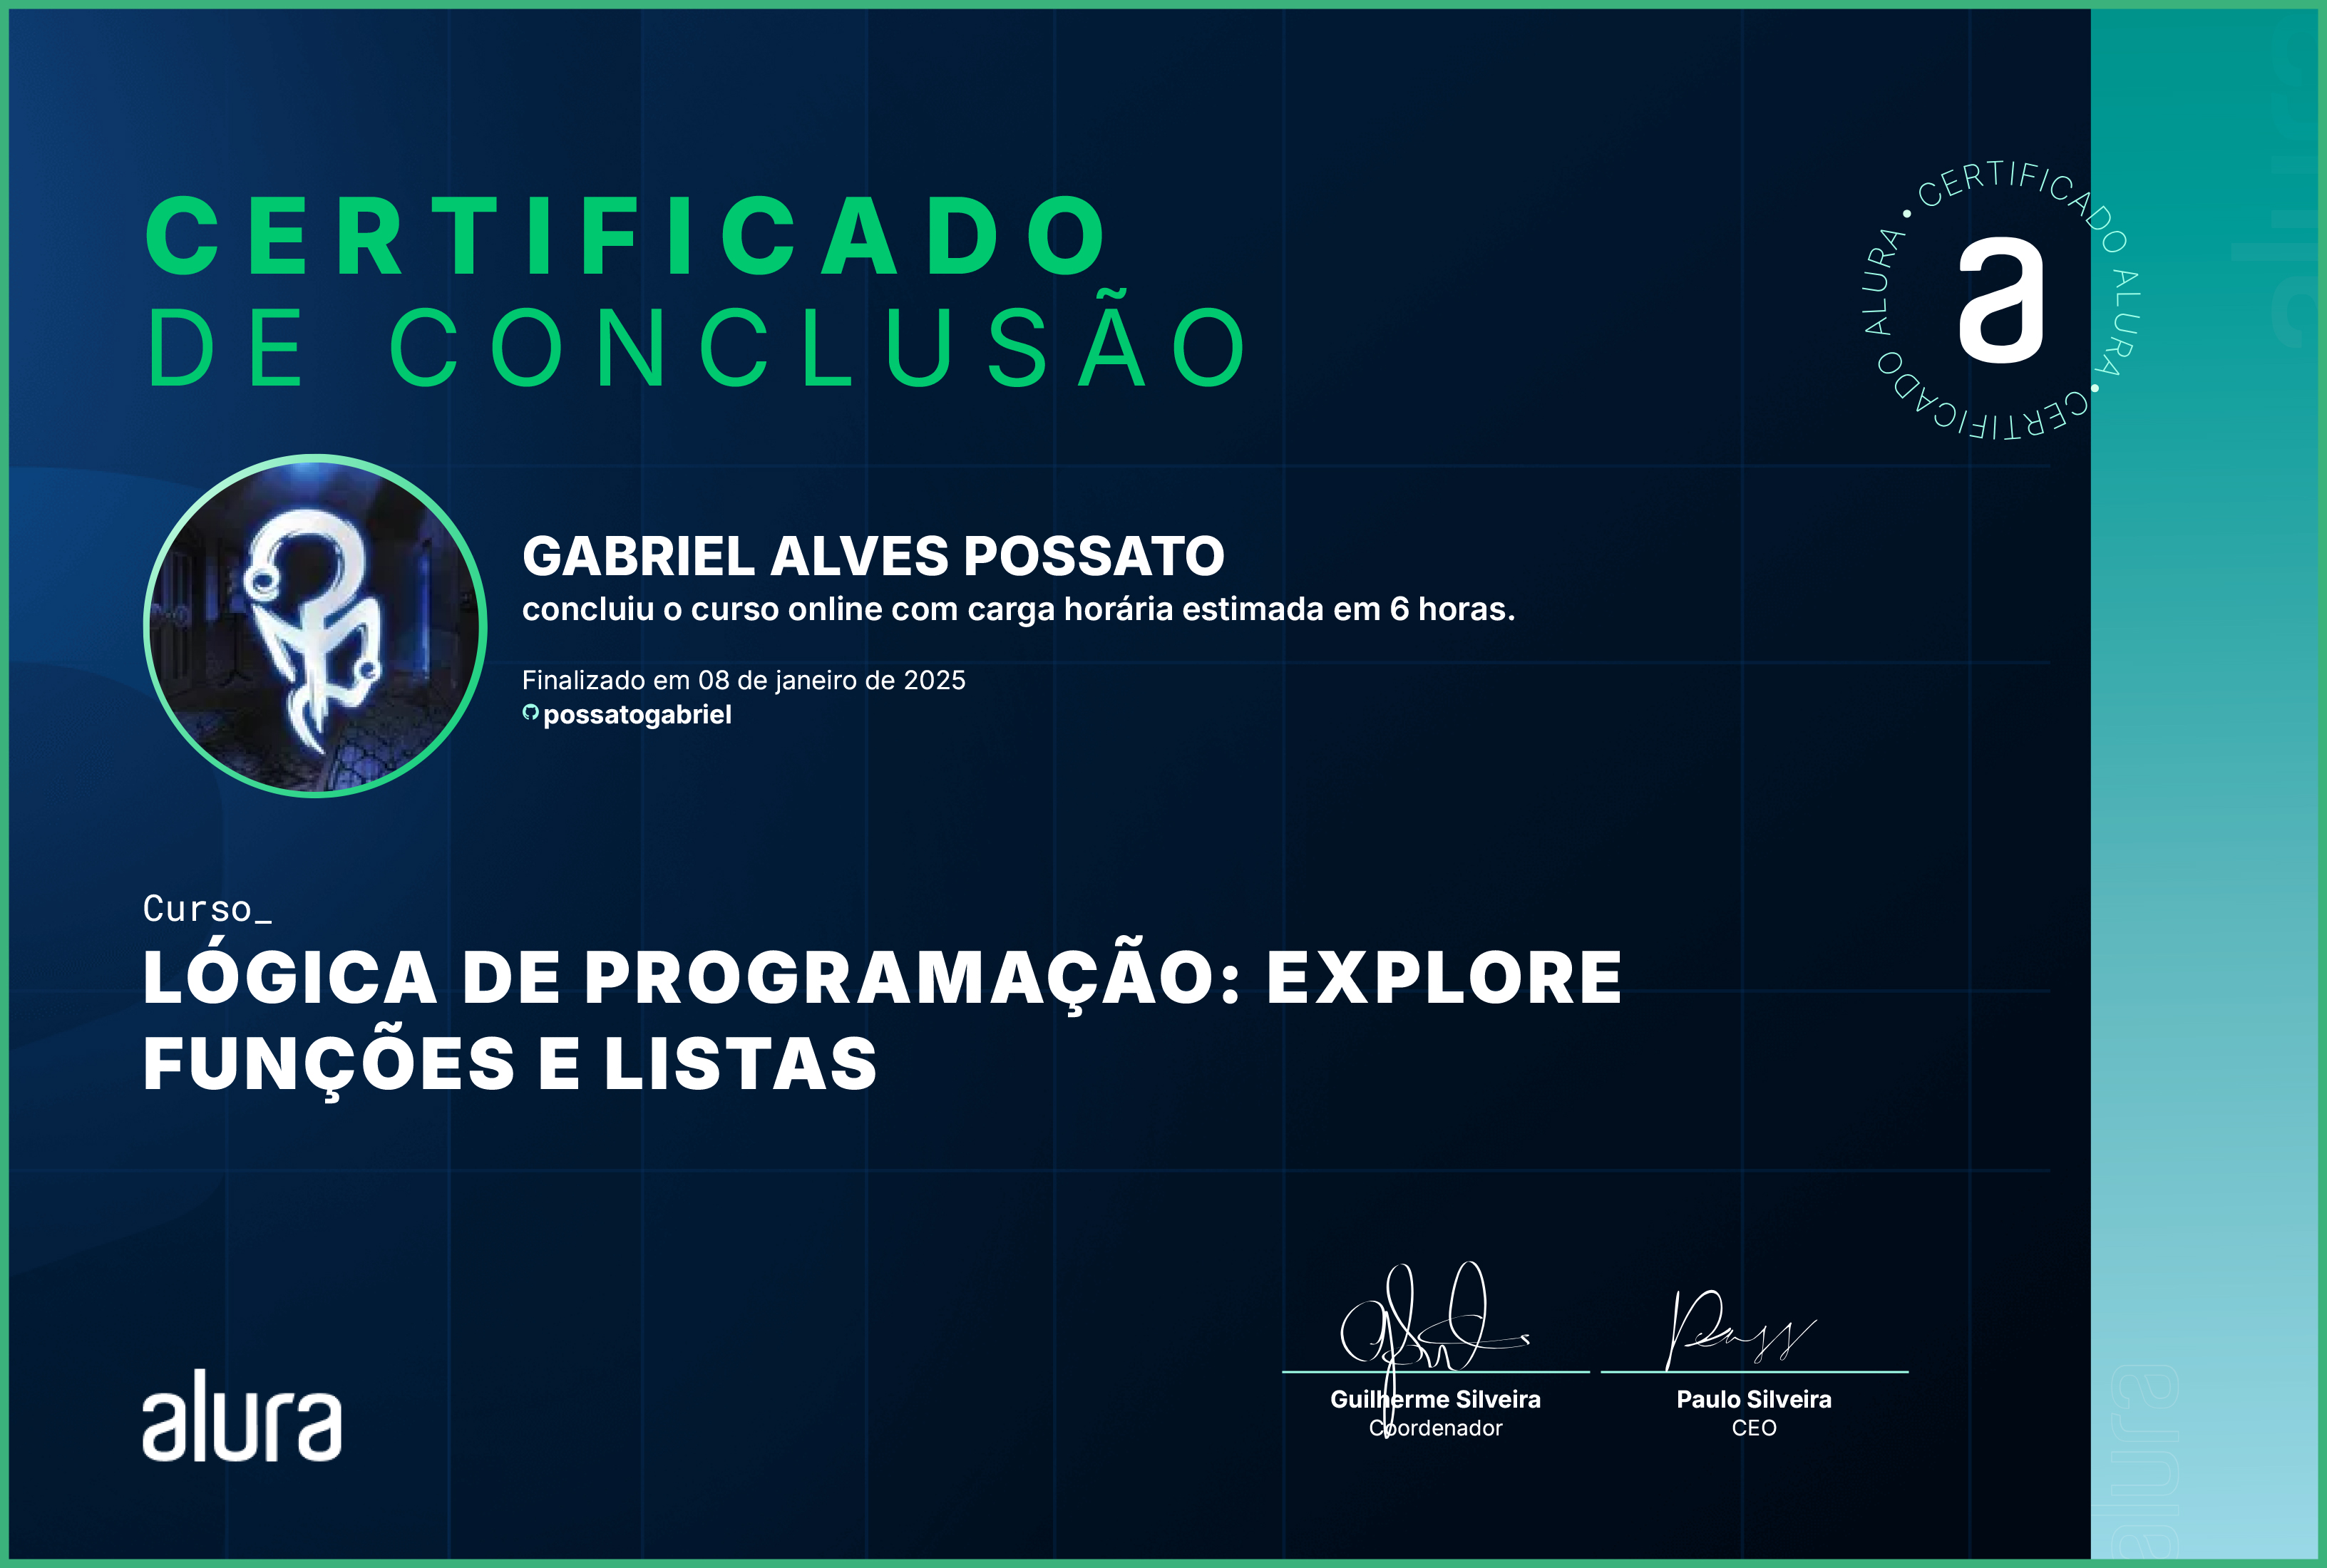 CERTIFICADO
DE CONCLUSÃO
CERTIFICADO ALURA • CERTIFICADO ALURA •
a
GABRIEL ALVES POSSATO
concluiu o curso online com carga horária estimada em 6 horas.
Finalizado em 08 de janeiro de 2025
possatogabriel
Curso_
LÓGICA DE PROGRAMAÇÃO: EXPLORE
FUNÇÕES E LISTAS
Guilherme Silveira
Coordenador
Paulo Silveira
CEO
alura
alura
alura